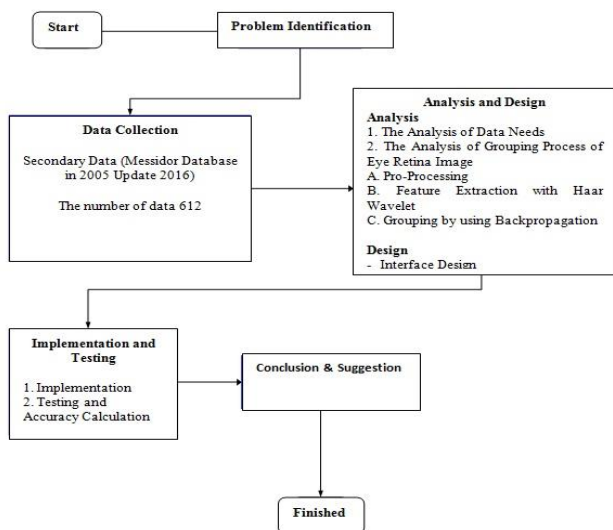 Start
Problem Identification
Data Collection
Secondary Data (Messidor Database
in 2005 Update 2016)
The number of data 612
Analysis and Design
Analysis
1. The Analysis of Data Needs
2. The Analysis of Grouping Process of
Eye Retina Image
A. Pro-Processing
B. Feature Extraction with Haar
Wavelet
C. Grouping by using Backpropagation
Design
- Interface Design
Implementation and
Testing
1. Implementation
2. Testing and
Accuracy Calculation
Conclusion & Suggestion
Finished